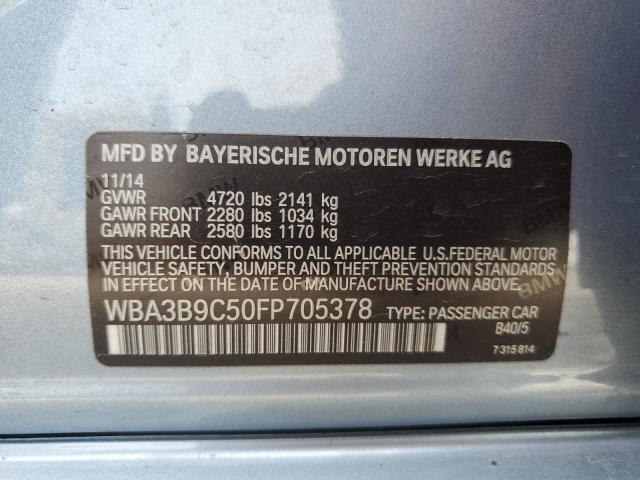 MFD BY BAYERISCHE MOTOREN WERKE AG
11/14
GVWR 4720 lbs 2141 kg
GAWR FRONT 2280 lbs 1034 kg
GAWR REAR 2580 lbs 1170 kg
THIS VEHICLE CONFORMS TO ALL APPLICABLE U.S.FEDERAL MOTOR
VEHICLE SAFETY, BUMPER AND THEFT PREVENTION STANDARDS
IN EFFECT ON THE DATE OF MANUFACTURE SHOWN ABOVE.
WBA3B9C50FP705378 TYPE: PASSENGER CAR
B40/5
7 315 814